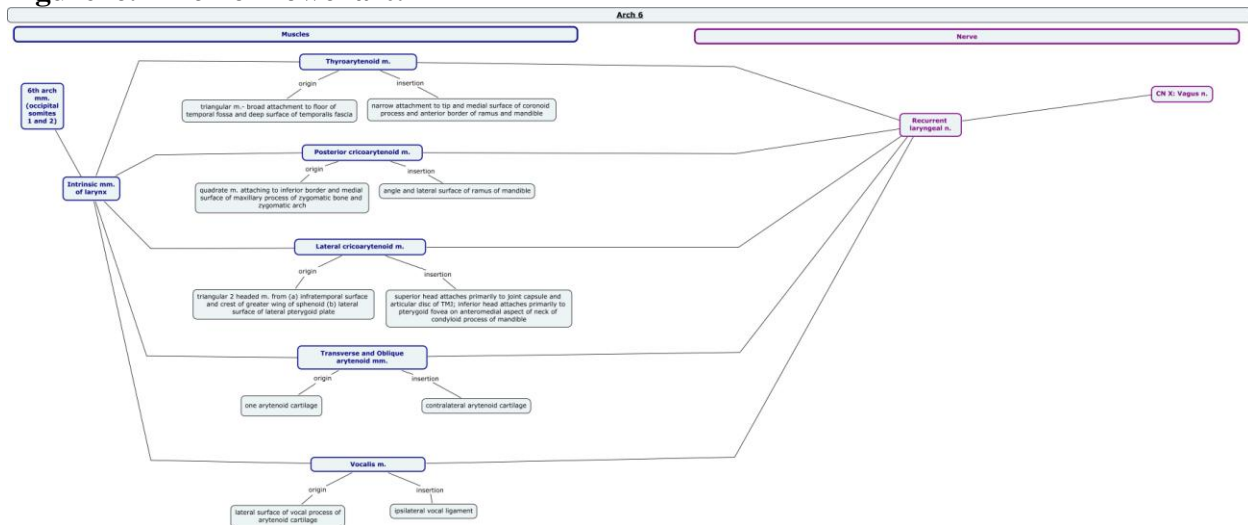 Arch 6
Muscles
Nerve
6th arch
mm.
(occipital
somites
1 and 2)
Intrinsic mm.
of larynx
Thyroarytenoid m.
origin
insertion
triangular m.- broad attachment to floor of
temporal fossa and deep surface of temporalis fascia
narrow attachment to tip and medial surface of coronoid
process and anterior border of ramus and mandible
Posterior cricoarytenoid m.
origin
insertion
quadrate m. attaching to inferior border and medial
surface of maxillary process of zygomatic bone and
zygomatic arch
angle and lateral surface of ramus of mandible
Lateral cricoarytenoid m.
origin
insertion
triangular 2 headed m. from (a) infratemporal surface
and crest of greater wing of sphenoid (b) lateral
surface of lateral pterygoid plate
superior head attaches primarily to joint capsule and
articular disc of TMJ; inferior head attaches primarily to
pterygoid fovea on anteromedial aspect of neck of
condyloid process of mandible
Transverse and Oblique
arytenoid mm.
origin
insertion
one arytenoid cartilage
contralateral arytenoid cartilage
Vocalis m.
origin
insertion
lateral surface of vocal process of
arytenoid cartilage
ipsilateral vocal ligament
Recurrent
laryngeal n.
CN X: Vagus n.